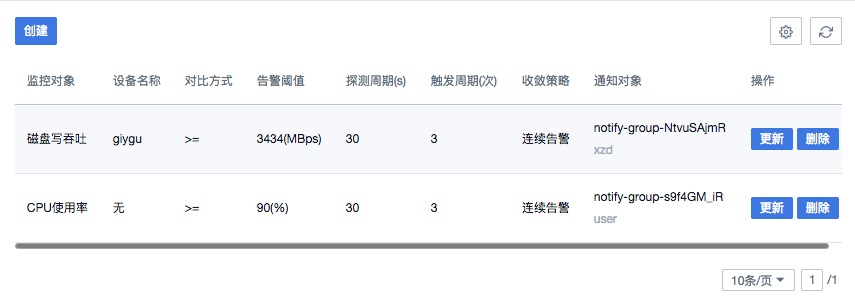 创建
监控对象 设备名称 对比方式 告警阈值 探测周期(s) 触发周期(次) 收敛策略 通知对象 操作
磁盘写吞吐 giygu >= 3434(MBps) 30 3 连续告警 notify-group-NtvuSAjmR 更新 删除
xzd
CPU使用率 无 >= 90(%) 30 3 连续告警 notify-group-s9f4GM_iR 更新 删除
user
10条/页 1 /1